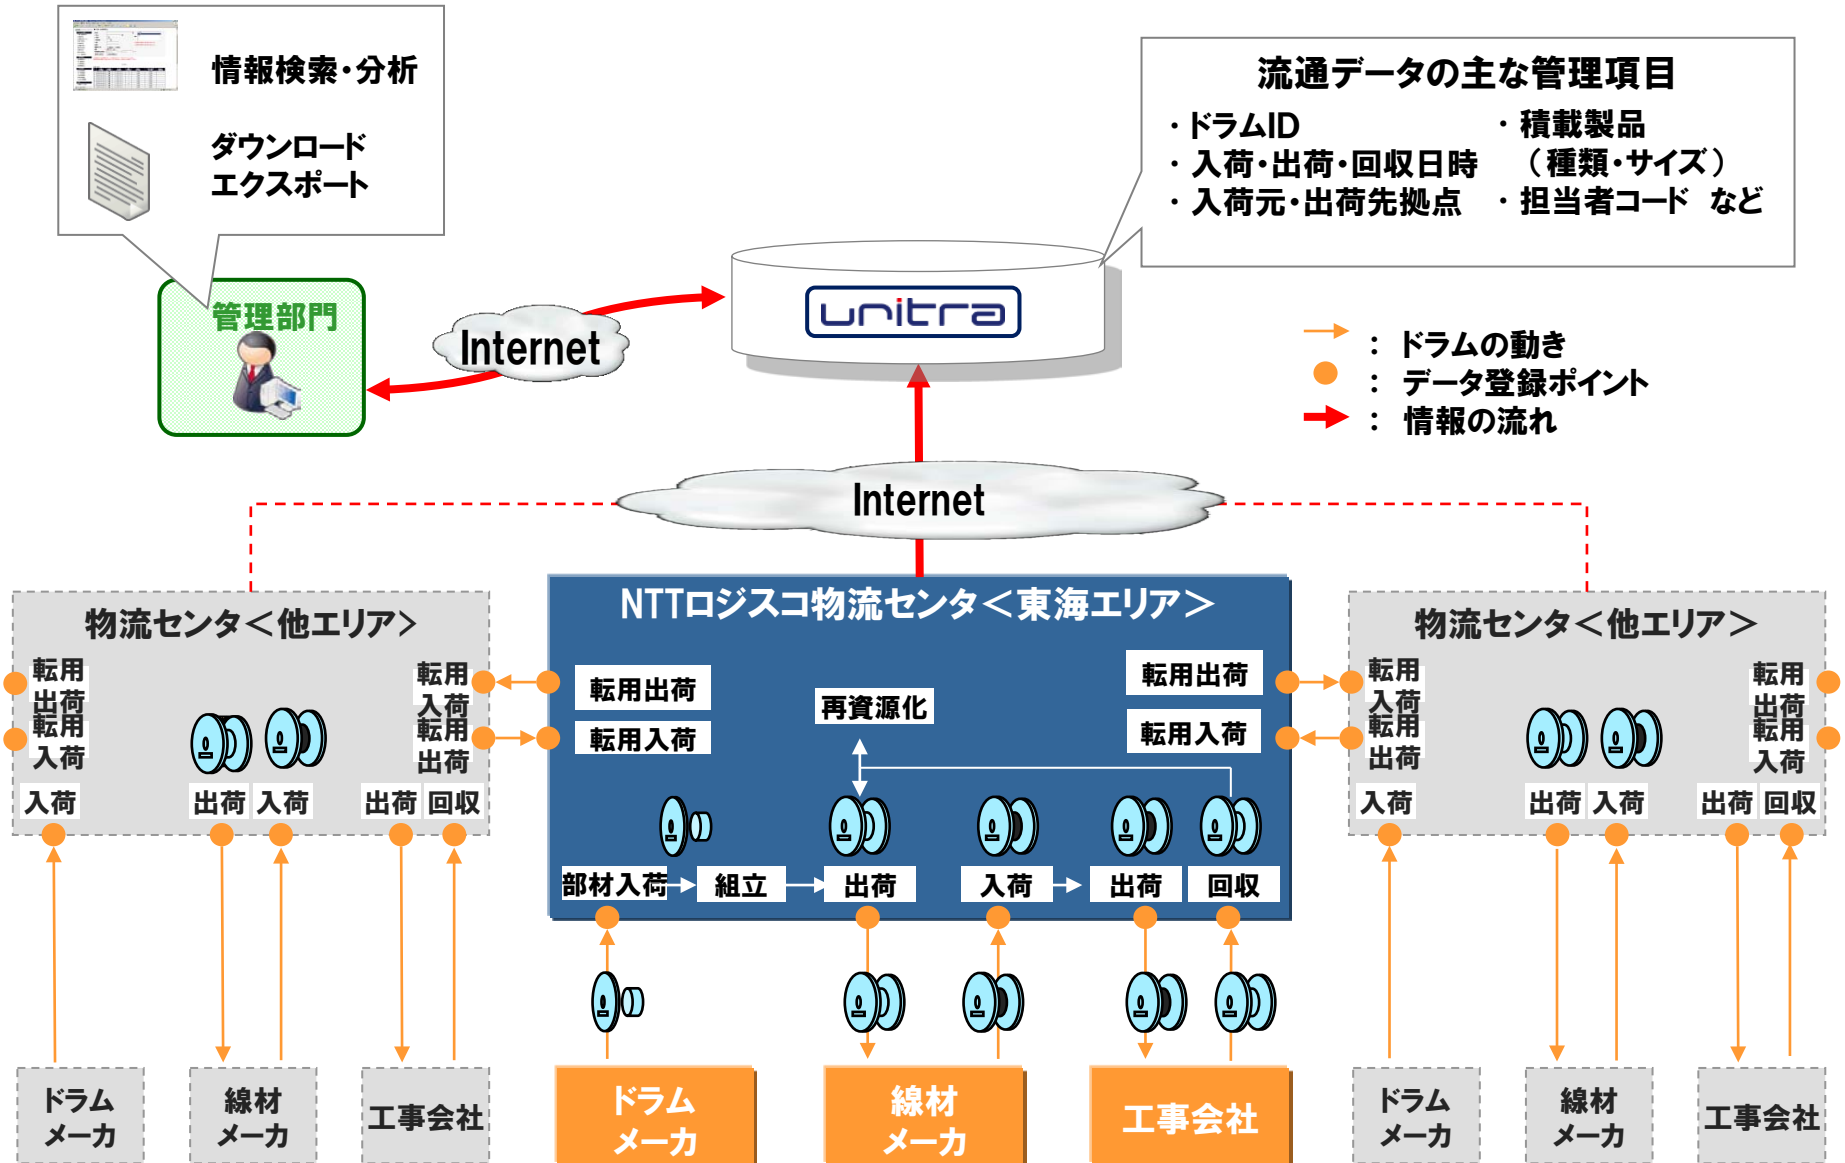 情報検索・分析
ダウンロード
エクスポート
流通データの主な管理項目
・ドラムID
・入荷・出荷・回収日時
・入荷元・出荷先拠点
・積載製品
（種類・サイズ）
・担当者コード など
管理部門
Internet
unitra
： ドラムの動き
： データ登録ポイント
： 情報の流れ
Internet
物流センタ＜他エリア＞
転用
出荷
転用
入荷
転用
入荷
転用
出荷
入荷
出荷
入荷
出荷
回収
NTTロジスコ物流センタ＜東海エリア＞
転用出荷
転用入荷
再資源化
転用出荷
転用入荷
部材入荷
組立
出荷
入荷
出荷
回収
物流センタ＜他エリア＞
転用
入荷
転用
出荷
転用
出荷
転用
入荷
入荷
出荷
入荷
出荷
回収
ドラム
メーカ
線材
メーカ
工事会社
ドラム
メーカ
線材
メーカ
工事会社
ドラム
メーカ
線材
メーカ
工事会社